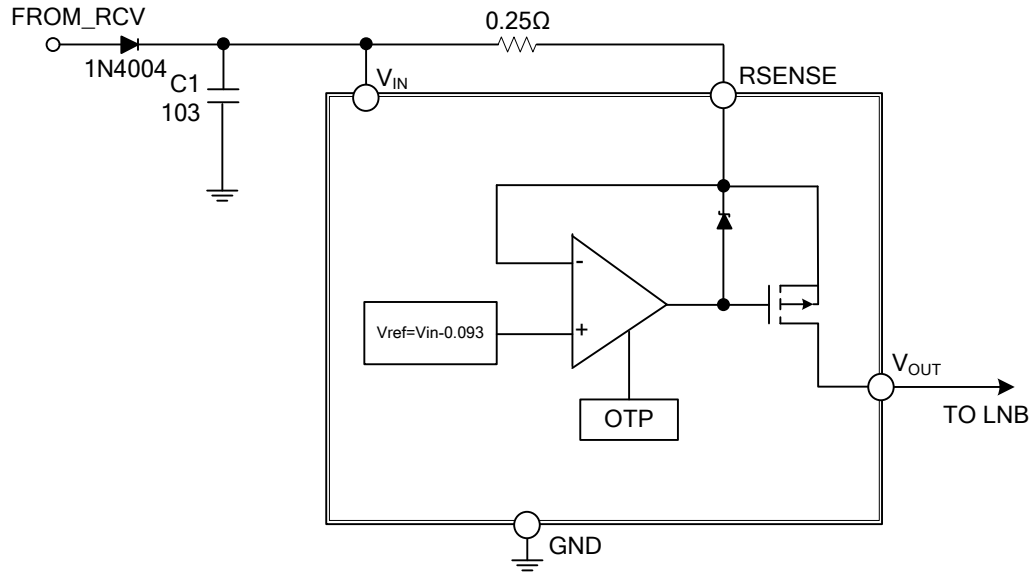 FROM_RCV
0.25Ω
1N4004
C1
103
VIN
RSENSE
-
Vref=Vin-0.093
+
OTP
VOUT
TO LNB
GND